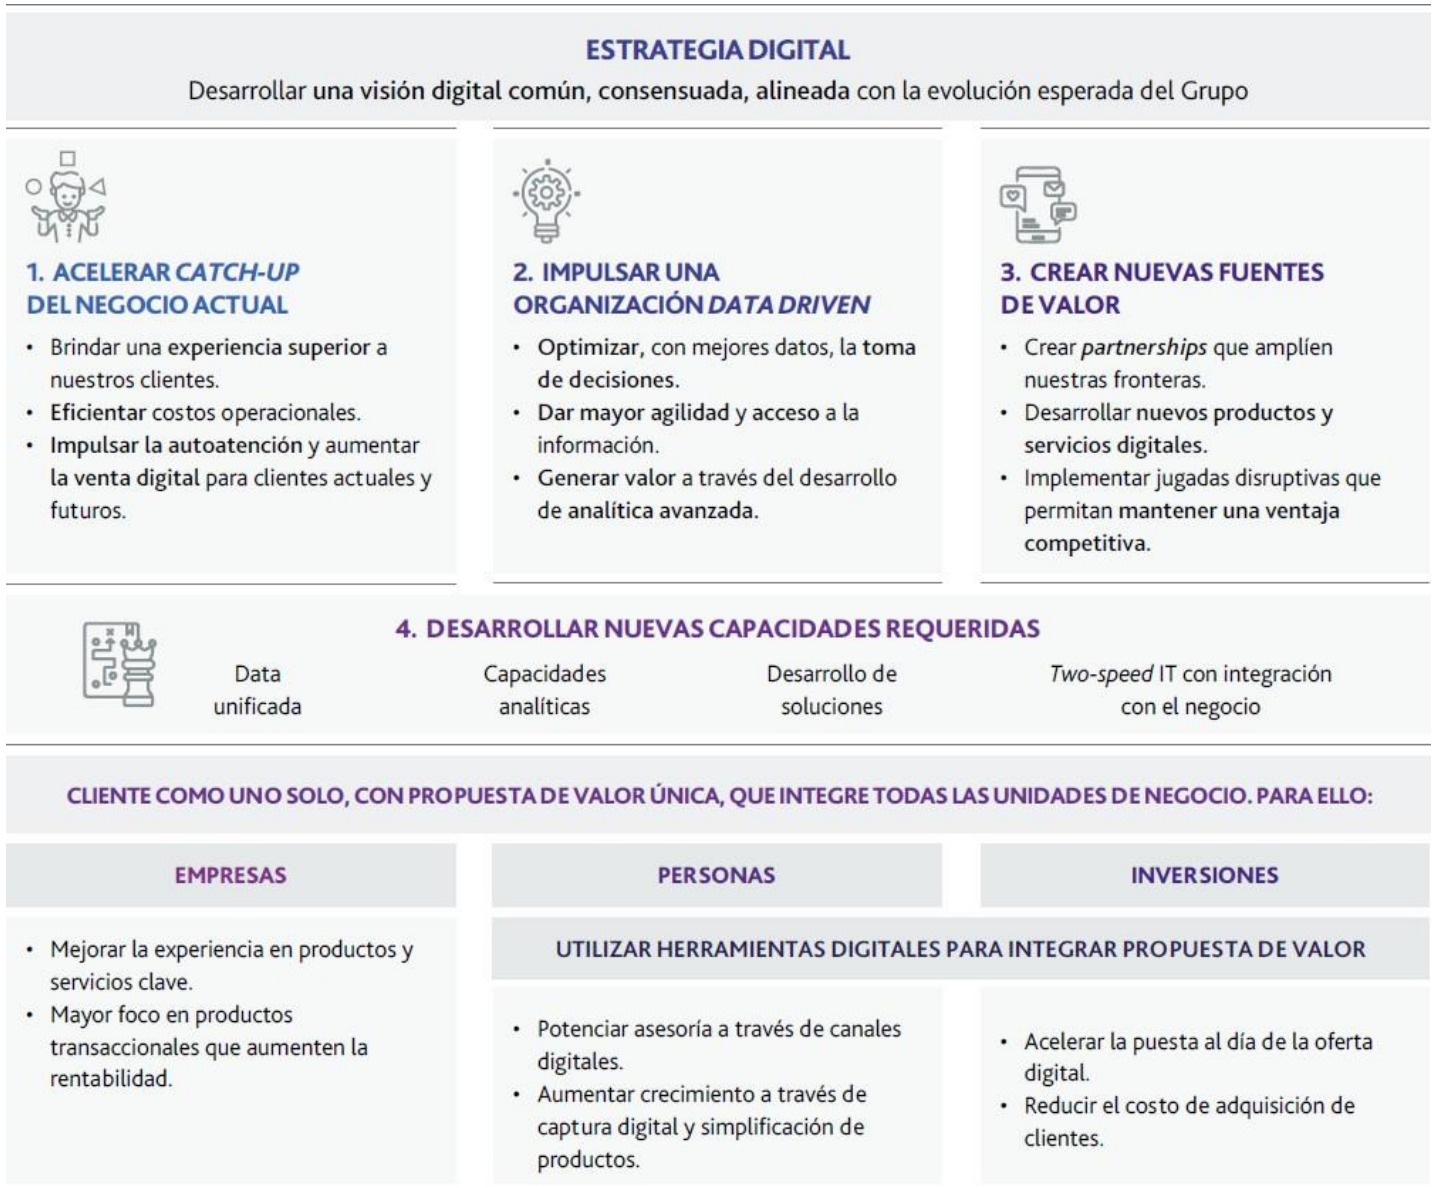 ESTRATEGIA DIGITAL
Desarrollar una visión digital común, consensuada, alineada con la evolución esperada del Grupo
1. ACELERAR CATCH-UP
DEL NEGOCIO ACTUAL
• Brindar una experiencia superior a
nuestros clientes.
• Eficientar costos operacionales.
• Impulsar la autoatención y aumentar
la venta digital para clientes actuales y
futuros.
2. IMPULSAR UNA
ORGANIZACIÓN DATA DRIVEN
• Optimizar, con mejores datos, la toma
de decisiones.
• Dar mayor agilidad y acceso a la
información.
• Generar valor a través del desarrollo
de analítica avanzada.
3. CREAR NUEVAS FUENTES
DE VALOR
• Crear partnerships que amplíen
nuestras fronteras.
• Desarrollar nuevos productos y
servicios digitales.
• Implementar jugadas disruptivas que
permitan mantener una ventaja
competitiva.
4. DESARROLLAR NUEVAS CAPACIDADES REQUERIDAS
Data
unificada
Capacidades
analíticas
Desarrollo de
soluciones
Two-speed IT con integración
con el negocio
CLIENTE COMO UNO SOLO, CON PROPUESTA DE VALOR ÚNICA, QUE INTEGRE TODAS LAS UNIDADES DE NEGOCIO. PARA ELLO:
EMPRESAS
• Mejorar la experiencia en productos y
servicios clave.
• Mayor foco en productos
transaccionales que aumenten la
rentabilidad.
PERSONAS
INVERSIONES
UTILIZAR HERRAMIENTAS DIGITALES PARA INTEGRAR PROPUESTA DE VALOR
• Potenciar asesoría a través de canales
digitales.
• Aumentar crecimiento a través de
captura digital y simplificación de
productos.
• Acelerar la puesta al día de la oferta
digital.
• Reducir el costo de adquisición de
clientes.